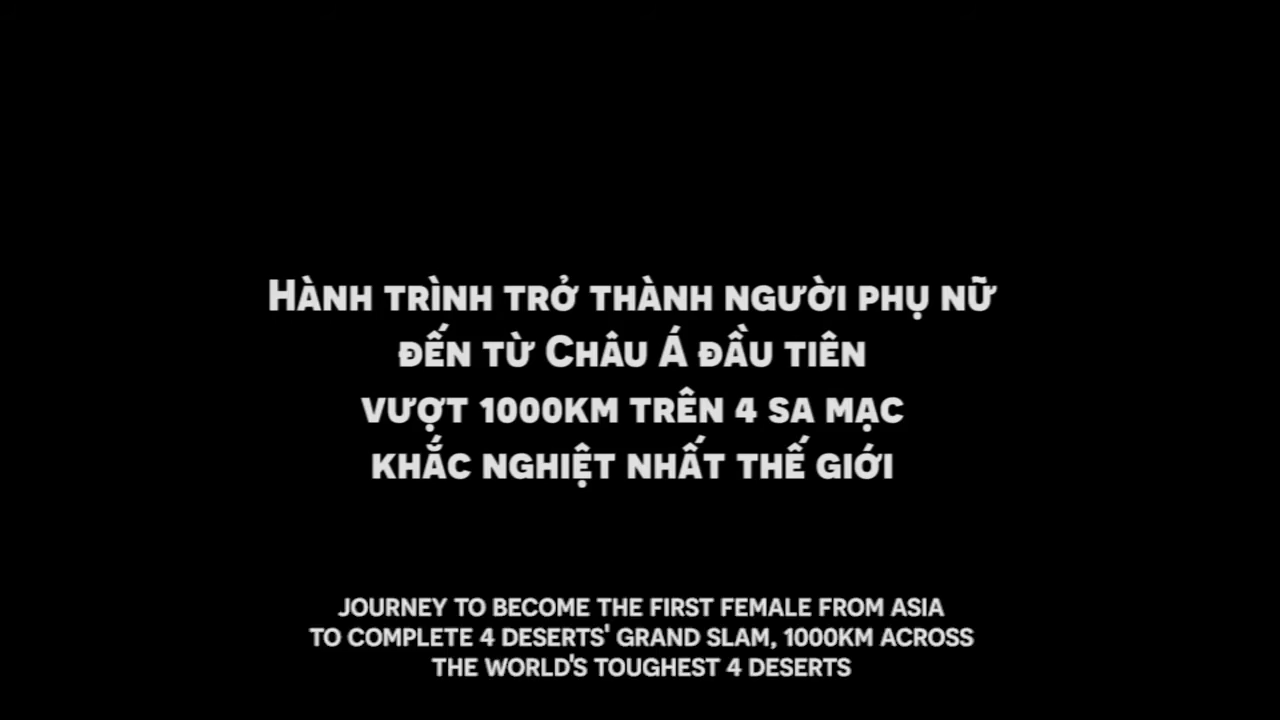 Hành trình trở thành người phụ nữ
đến từ Châu Á đầu tiên
vượt 1000km trên 4 sa mạc
khắc nghiệt nhất thế giới
JOURNEY TO BECOME THE FIRST FEMALE FROM ASIA
TO COMPLETE 4 DESERTS' GRAND SLAM, 1000KM ACROSS
THE WORLD'S TOUGHEST 4 DESERTS